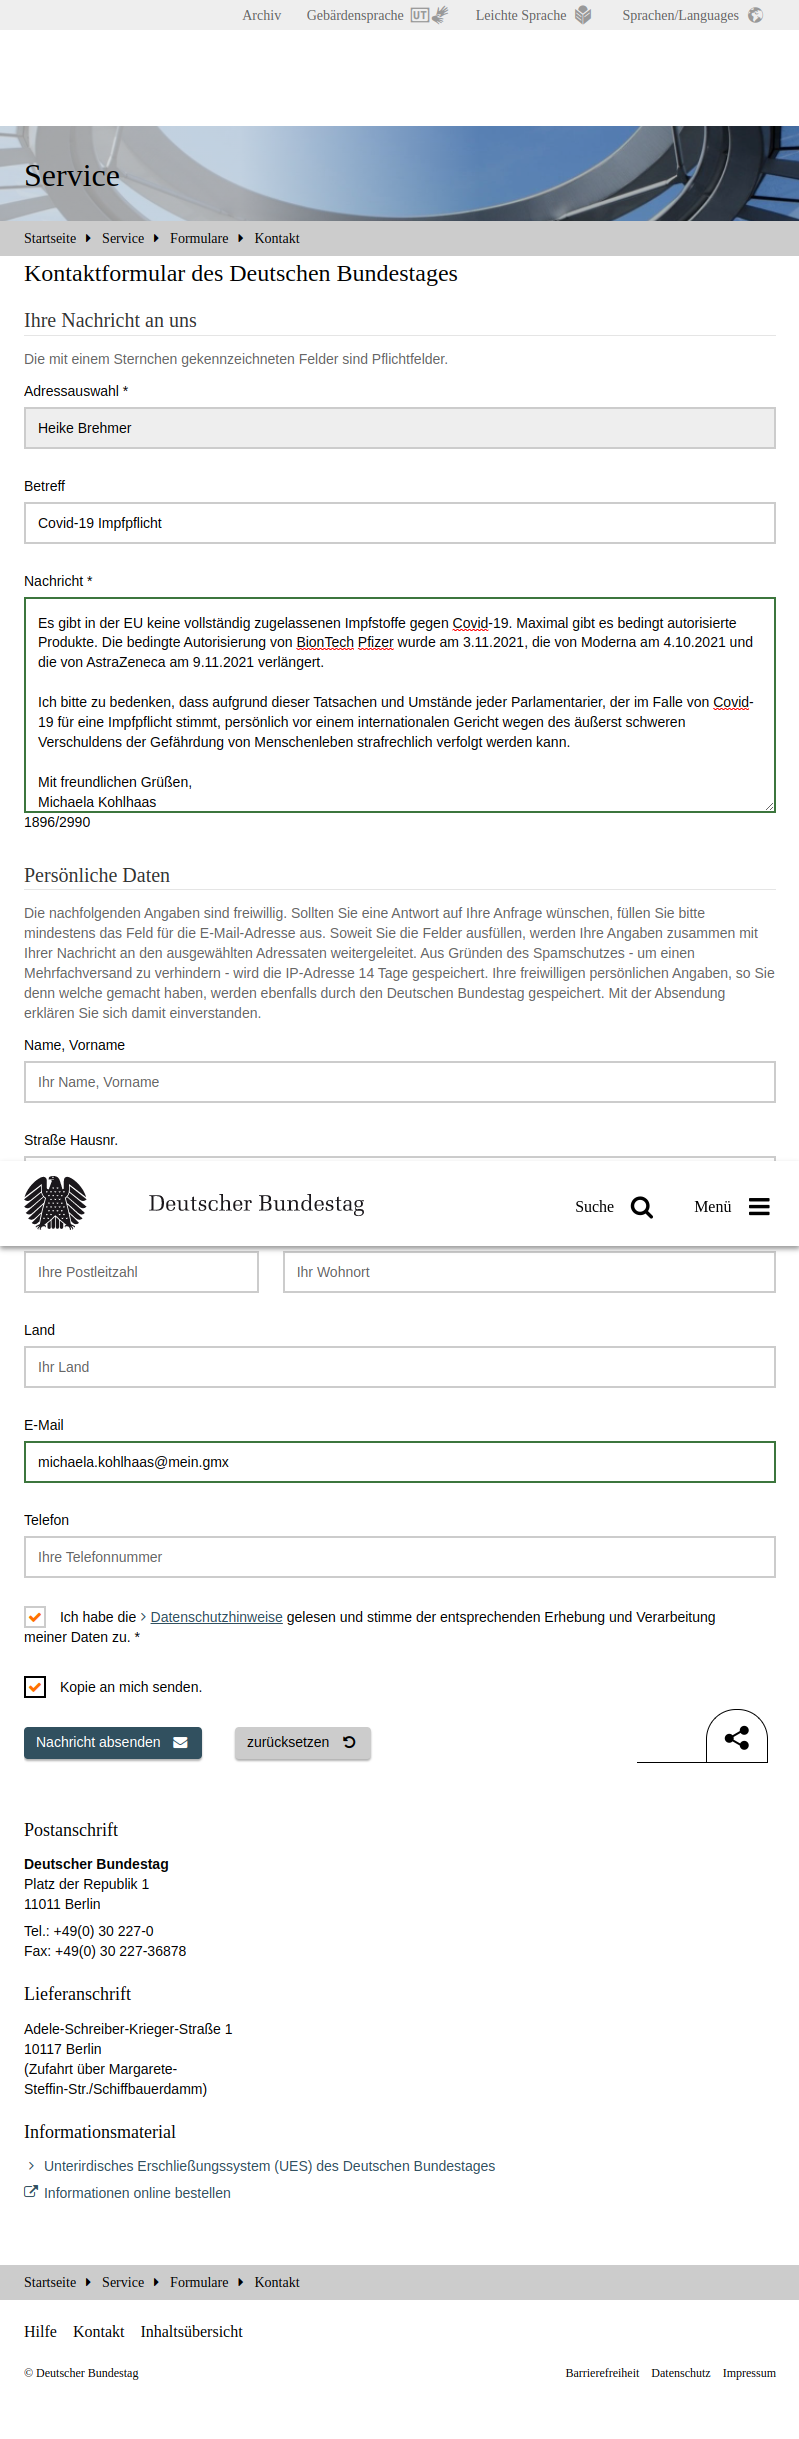 Archiv Gebärdensprache UT Leichte Sprache Sprachen/Languages
Service
Startseite Service Formulare Kontakt
Kontaktformular des Deutschen Bundestages
Ihre Nachricht an uns
Die mit einem Sternchen gekennzeichneten Felder sind Pflichtfelder.
Adressauswahl *
Heike Brehmer
Betreff
Covid-19 Impfpflicht
Nachricht *
Es gibt in der EU keine vollständig zugelassenen Impfstoffe gegen Covid-19. Maximal gibt es bedingt autorisierte
Produkte. Die bedingte Autorisierung von BionTech Pfizer wurde am 3.11.2021, die von Moderna am 4.10.2021 und
die von AstraZeneca am 9.11.2021 verlängert.
Ich bitte zu bedenken, dass aufgrund dieser Tatsachen und Umstände jeder Parlamentarier, der im Falle von Covid-
19 für eine Impfpflicht stimmt, persönlich vor einem internationalen Gericht wegen des äußerst schweren
Verschuldens der Gefährdung von Menschenleben strafrechlich verfolgt werden kann.
Mit freundlichen Grüßen,
Michaela Kohlhaas
1896/2990
Persönliche Daten
Die nachfolgenden Angaben sind freiwillig. Sollten Sie eine Antwort auf Ihre Anfrage wünschen, füllen Sie bitte
mindestens das Feld für die E-Mail-Adresse aus. Soweit Sie die Felder ausfüllen, werden Ihre Angaben zusammen mit
Ihrer Nachricht an den ausgewählten Adressaten weitergeleitet. Aus Gründen des Spamschutzes - um einen
Mehrfachversand zu verhindern - wird die IP-Adresse 14 Tage gespeichert. Ihre freiwilligen persönlichen Angaben, so Sie
denn welche gemacht haben, werden ebenfalls durch den Deutschen Bundestag gespeichert. Mit der Absendung
erklären Sie sich damit einverstanden.
Name, Vorname
Ihr Name, Vorname
Straße Hausnr.
Deutscher Bundestag Suche Menü
Ihre Postleitzahl Ihr Wohnort
Land
Ihr Land
E-Mail
michaela.kohlhaas@mein.gmx
Telefon
Ihre Telefonnummer
Ich habe die Datenschutzhinweise gelesen und stimme der entsprechenden Erhebung und Verarbeitung
meiner Daten zu. *
Kopie an mich senden.
Nachricht absenden zurücksetzen
Postanschrift
Deutscher Bundestag
Platz der Republik 1
11011 Berlin
Tel.: +49(0) 30 227-0
Fax: +49(0) 30 227-36878
Lieferanschrift
Adele-Schreiber-Krieger-Straße 1
10117 Berlin
(Zufahrt über Margarete-
Steffin-Str./Schiffbauerdamm)
Informationsmaterial
Unterirdisches Erschließungssystem (UES) des Deutschen Bundestages
Informationen online bestellen
Startseite Service Formulare Kontakt
Hilfe Kontakt Inhaltsübersicht
© Deutscher Bundestag Barrierefreiheit Datenschutz Impressum